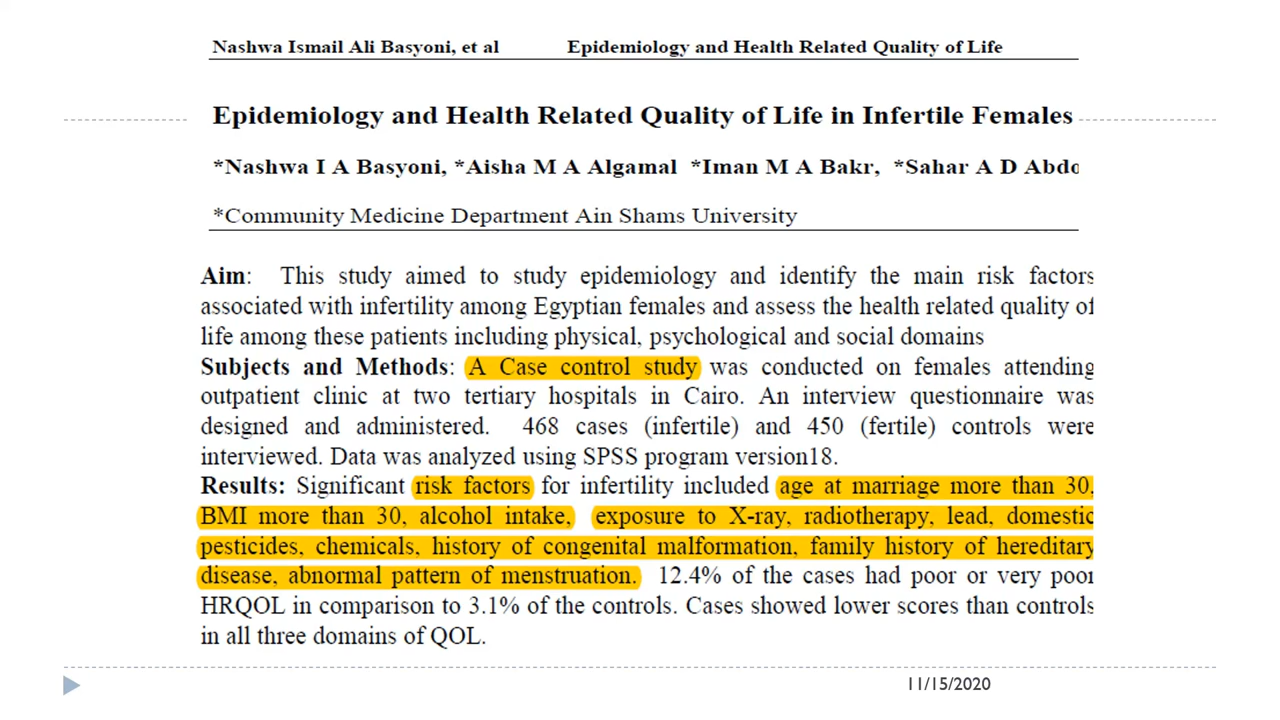 Nashwa Ismail Ali Basyoni, et al Epidemiology and Health Related Quality of Life
Epidemiology and Health Related Quality of Life in Infertile Females
*Nashwa I A Basyoni, *Aisha M A Algamal *Iman M A Bakr, *Sahar A D Abdo
*Community Medicine Department Ain Shams University
Aim: This study aimed to study epidemiology and identify the main risk factors
associated with infertility among Egyptian females and assess the health related quality of
life among these patients including physical, psychological and social domains
Subjects and Methods: A Case control study was conducted on females attending
outpatient clinic at two tertiary hospitals in Cairo. An interview questionnaire was
designed and administered. 468 cases (infertile) and 450 (fertile) controls were
interviewed. Data was analyzed using SPSS program version18.
Results: Significant risk factors for infertility included age at marriage more than 30,
BMI more than 30, alcohol intake, exposure to X-ray, radiotherapy, lead, domestic
pesticides, chemicals, history of congenital malformation, family history of hereditary
disease, abnormal pattern of menstruation. 12.4% of the cases had poor or very poor
HRQOL in comparison to 3.1% of the controls. Cases showed lower scores than controls
in all three domains of QOL.
11/15/2020